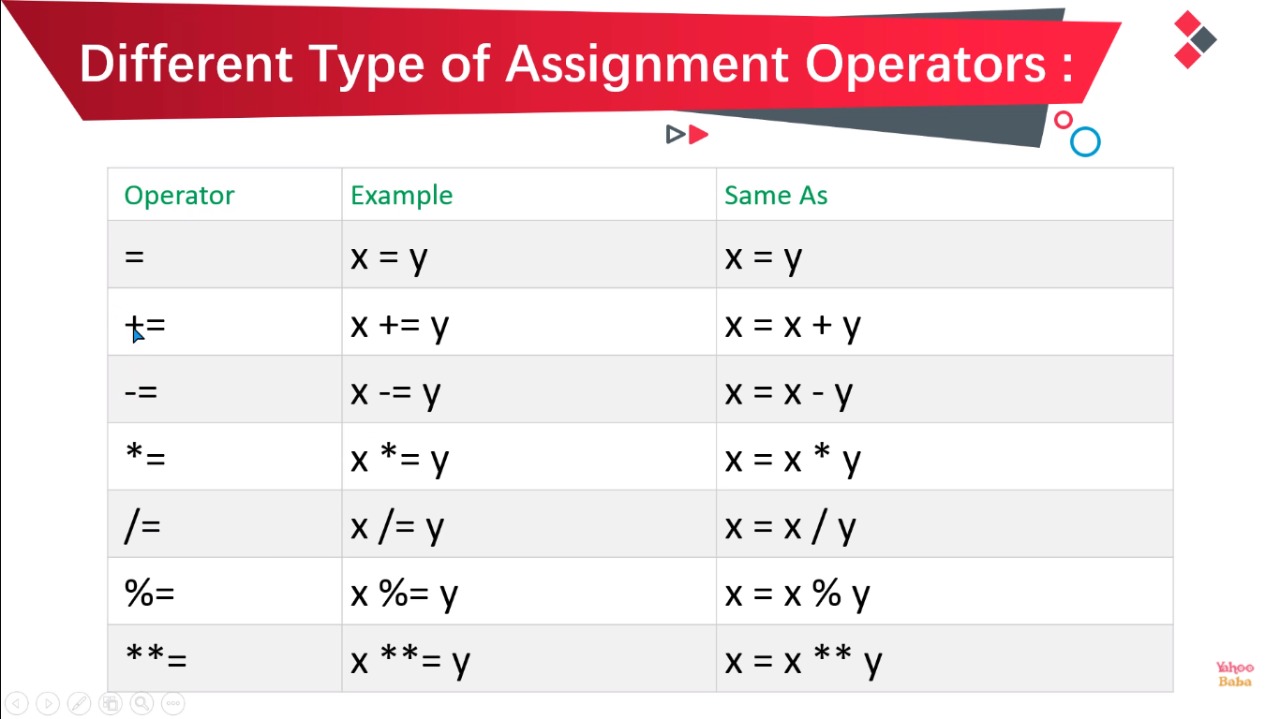 Different Type of Assignment Operators :
Operator Example Same As
= x = y x = y
+= x += y x = x + y
-= x -= y x = x - y
*= x *= y x = x * y
/= x /= y x = x / y
%= x %= y x = x % y
**= x **= y x = x ** y
Yahoo
Baba